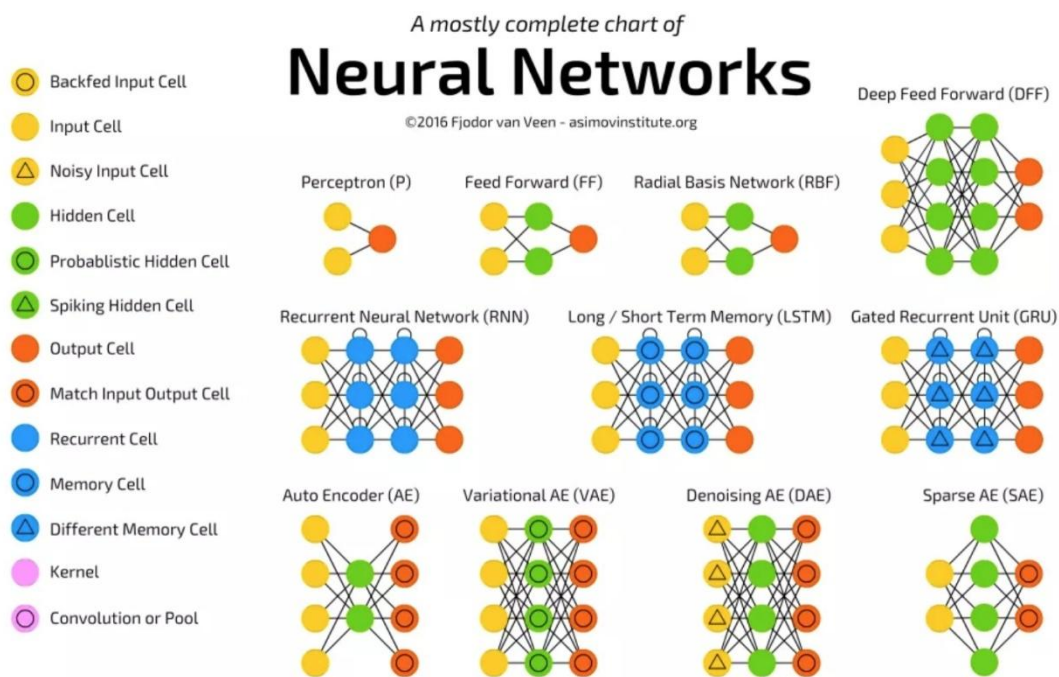 A mostly complete chart of
Neural Networks
©2016 Fjodor van Veen - asimovinstitute.org
Backfed Input Cell
Input Cell
Noisy Input Cell
Hidden Cell
Probablistic Hidden Cell
Spiking Hidden Cell
Output Cell
Match Input Output Cell
Recurrent Cell
Memory Cell
Different Memory Cell
Kernel
Convolution or Pool
Deep Feed Forward (DFF)
Perceptron (P)
Feed Forward (FF)
Radial Basis Network (RBF)
Recurrent Neural Network (RNN)
Long / Short Term Memory (LSTM)
Gated Recurrent Unit (GRU)
Auto Encoder (AE)
Variational AE (VAE)
Denoising AE (DAE)
Sparse AE (SAE)